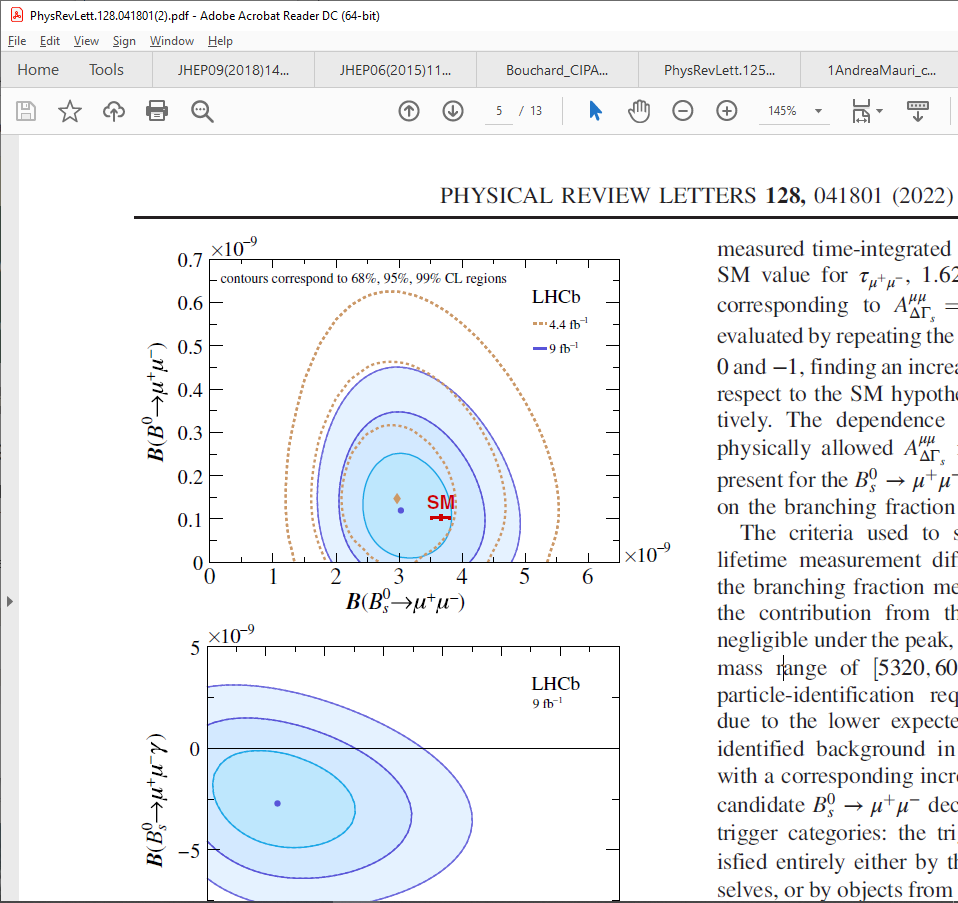 PhysRevLett.128.041801(2).pdf - Adobe Acrobat Reader DC (64-bit)
File Edit View Sign Window Help
Home Tools JHEP09(2018)14... JHEP06(2015)11... Bouchard_CIPA... PhysRevLett.125... 1AndreaMauri_c...
5 / 13 145%
PHYSICAL REVIEW LETTERS 128, 041801 (2022)
×10⁻⁹
contours correspond to 68%, 95%, 99% CL regions
LHCb
4.4 fb⁻¹
9 fb⁻¹
0.7
0.6
0.5
0.4
0.3
0.2
0.1
0
B(B⁰→μ⁺μ⁻)
SM
×10⁻⁹
0 1 2 3 4 5 6
B(B⁰ₛ→μ⁺μ⁻)
×10⁻⁹
LHCb
9 fb⁻¹
5
0
−5
B(B⁰ₛ→μ⁺μ⁻γ)
measured time-integrated
SM value for τμ⁺μ⁻, 1.62
corresponding to A^μμ_ΔΓₛ =
evaluated by repeating the
0 and −1, finding an increa
respect to the SM hypothe
tively. The dependence
physically allowed A^μμ_ΔΓₛ
present for the B⁰ₛ → μ⁺μ⁻
on the branching fraction
The criteria used to s
lifetime measurement diff
the branching fraction me
the contribution from th
negligible under the peak,
mass range of [5320, 60
particle-identification req
due to the lower expecte
identified background in
with a corresponding incre
candidate B⁰ₛ → μ⁺μ⁻ dec
trigger categories: the trig
isfied entirely either by th
selves, or by objects from